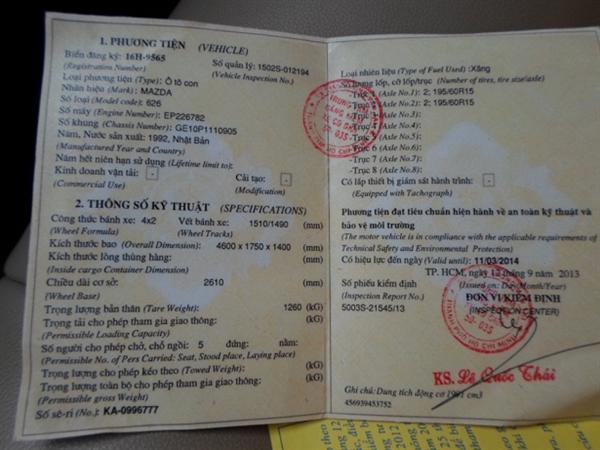 1. PHƯƠNG TIỆN (VEHICLE)
Biển đăng ký: 16H-9565 Số quản lý: 1502S-012194
(Registration Number) (Vehicle Inspection No.)
Loại phương tiện (Type): Ô tô con
Nhãn hiệu (Mark): MAZDA
Số loại (Model code): 626
Số máy (Engine Number): EP226782
Số khung (Chassis Number): GE10P1110905
Năm, Nước sản xuất: 1992, Nhật Bản
(Manufactured Year and Country)
Năm hết niên hạn sử dụng (Lifetime limit to):
Kinh doanh vận tải: - Cải tạo: -
(Commercial Use) (Modification)
2. THÔNG SỐ KỸ THUẬT (SPECIFICATIONS)
Công thức bánh xe: 4x2 Vết bánh xe: 1510/1490 (mm)
(Wheel Formula) (Wheel Tracks)
Kích thước bao (Overall Dimension): 4600 x 1750 x 1400 (mm)
Kích thước lòng thùng hàng: (mm)
(Inside cargo Container Dimension)
Chiều dài cơ sở: 2610 (mm)
(Wheel Base)
Trọng lượng bản thân (Tare Weight): 1260 (kG)
Trọng tải cho phép tham gia giao thông: (kG)
(Permissible Loading Capacity)
Số người cho phép chở, chỗ ngồi: 5 đứng: nằm:
(Permissible No. of Pers Carried: Seat, Stood place, Laying place)
Trọng lượng cho phép kéo theo (Towed Weight): (kG)
Trọng lượng toàn bộ cho phép tham gia giao thông: (kG)
(Permissible gross Weight)
Số sê-ri (No.): KA-0996777
Loại nhiên liệu (Type of Fuel Used) :Xăng
lượng lốp, cỡ lốp/trục (Number of tires, tire size/axle)
-Trục 1 (Axle No.1): 2; 195/60R15
(Axle No.2): 2; 195/60R15
(Axle No.3):
(Axle No.4):
(Axle No.5):
-Trục 6 (Axle No.6):
-Trục 7 (Axle No.7):
-Trục 8 (Axle No.8):
Có lắp thiết bị giám sát hành trình: -
(Equipped with Tachograph)
Phương tiện đạt tiêu chuẩn hiện hành về an toàn kỹ thuật và
bảo vệ môi trường
(The motor vehicle is in compliance with the applicable requirements of
Technical Safety and Environmental Protection)
Có hiệu lực đến ngày (Valid until) 11/03/2014
TP. HCM, ngày 12 tháng 9 năm 2013
Số phiếu kiểm định (Issued on: Day/Month/Year)
(Inspection Report No.) ĐƠN VỊ KIỂM ĐỊNH
5003S-21545/13 (INSPECTION CENTER)
KS. Lê Quốc Thái
Ghi chú: Dung tích động cơ 1991 cm3
456939453752